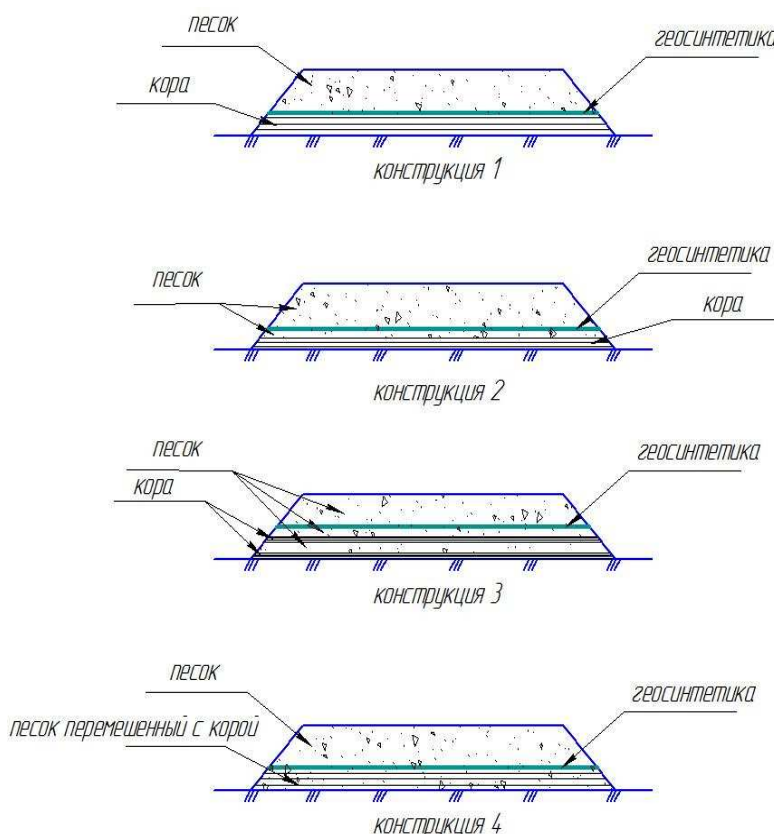 песок
геосинтетика
кора
конструкция 1
песок
геосинтетика
кора
конструкция 2
песок
геосинтетика
кора
конструкция 3
песок
геосинтетика
песок перемешенный с корой
конструкция 4